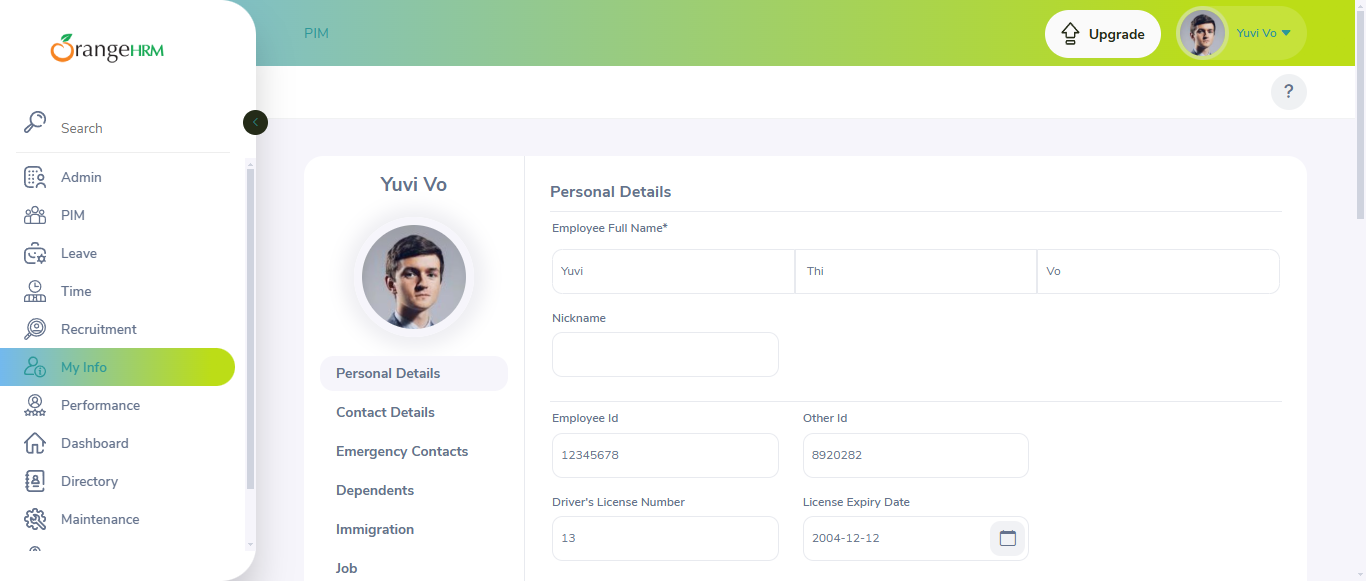 OrangeHRM
Search
Admin
PIM
Leave
Time
Recruitment
My Info
Performance
Dashboard
Directory
Maintenance
PIM
Upgrade
Yuvi Vo
?
Yuvi Vo
Personal Details
Contact Details
Emergency Contacts
Dependents
Immigration
Job
Personal Details
Employee Full Name*
Yuvi Thi Vo
Nickname
Employee Id Other Id
12345678 8920282
Driver's License Number License Expiry Date
13 2004-12-12